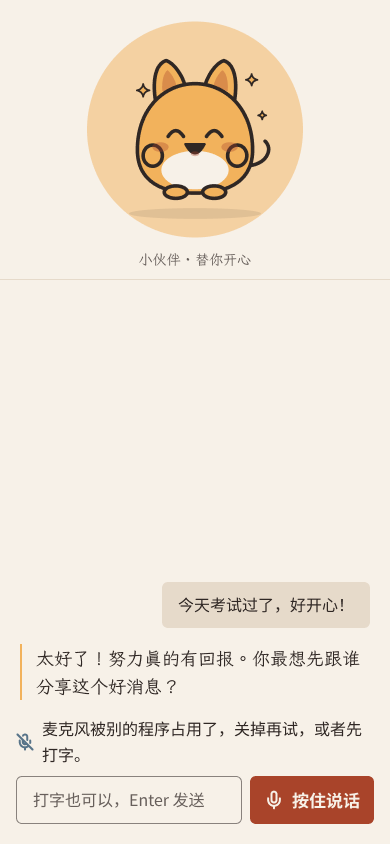 小伙伴·替你开心
今天考试过了，好开心！
太好了！努力真的有回报。你最想先跟谁
分享这个好消息？
麦克风被别的程序占用了，关掉再试，或者先
打字。
打字也可以，Enter 发送
按住说话